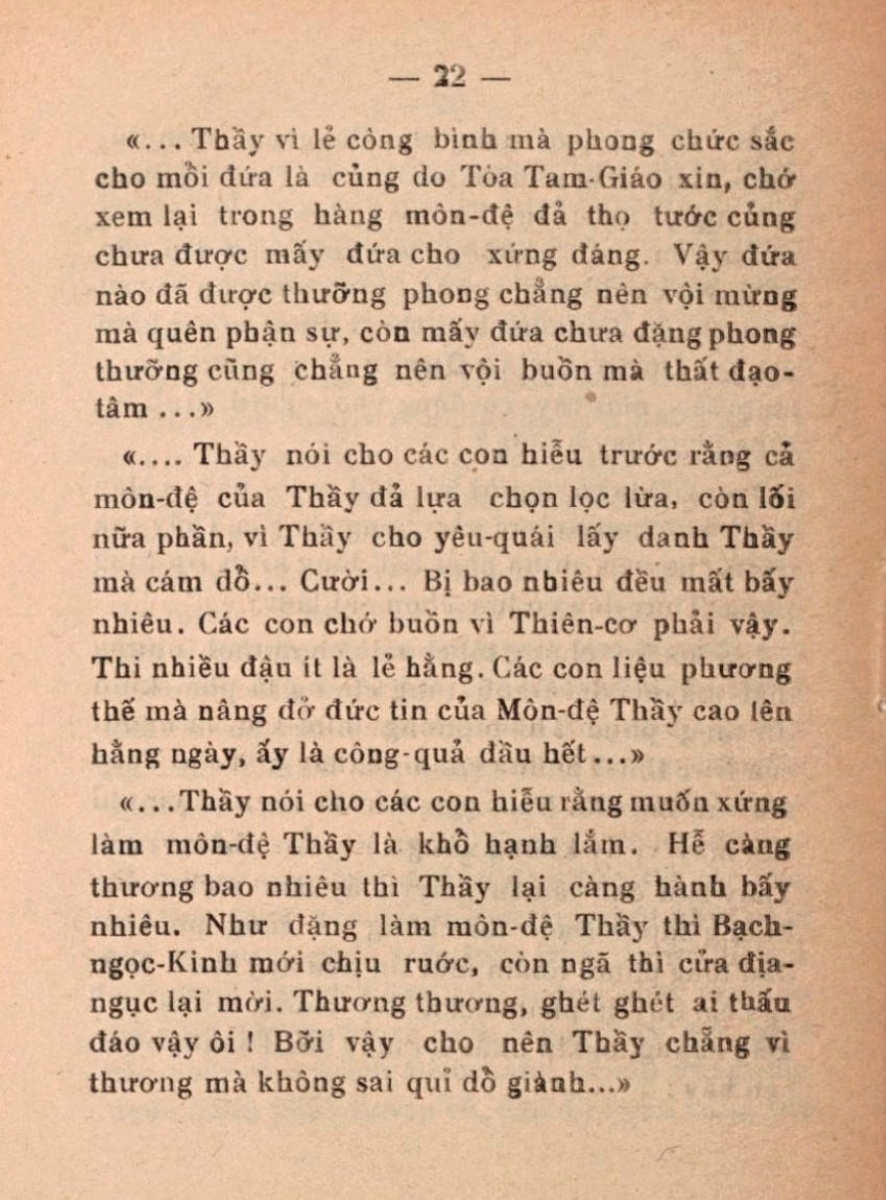 — 22 —
«... Thầy vì lẻ công bình mà phong chức sắc
cho mỗi đứa là củng do Tòa Tam-Giáo xin, chớ
xem lại trong hàng môn-đệ đả thọ tước củng
chưa được mấy đứa cho xứng đáng. Vậy đứa
nào đã được thưỡng phong chẳng nên vội mừng
mà quên phận sự, còn mấy đứa chưa đặng phong
thưỡng cũng chẳng nên vội buồn mà thất đạo-
tâm ...»
«.... Thầy nói cho các con hiễu trước rằng cả
môn-đệ của Thầy đả lựa chọn lọc lừa, còn lối
nữa phần, vì Thầy cho yêu-quái lấy danh Thầy
mà cám dỗ... Cười... Bị bao nhiêu đều mất bấy
nhiêu. Các con chớ buồn vì Thiên-cơ phải vậy.
Thi nhiều đậu ít là lẻ hằng. Các con liệu phương
thế mà nâng đở đức tin của Môn-đệ Thầy cao lên
hằng ngày, ấy là công-quả đầu hết ...»
«...Thầy nói cho các con hiễu rằng muốn xứng
làm môn-đệ Thầy là khổ hạnh lắm. Hễ càng
thương bao nhiêu thì Thầy lại càng hành bấy
nhiêu. Như đặng làm môn-đệ Thầy thì Bạch-
ngọc-Kinh mới chịu ruớc, còn ngã thì cửa địa-
ngục lại mời. Thương thương, ghét ghét ai thấu
đáo vậy ôi ! Bỡi vậy cho nên Thầy chẵng vì
thương mà không sai quỉ dỗ giành...»